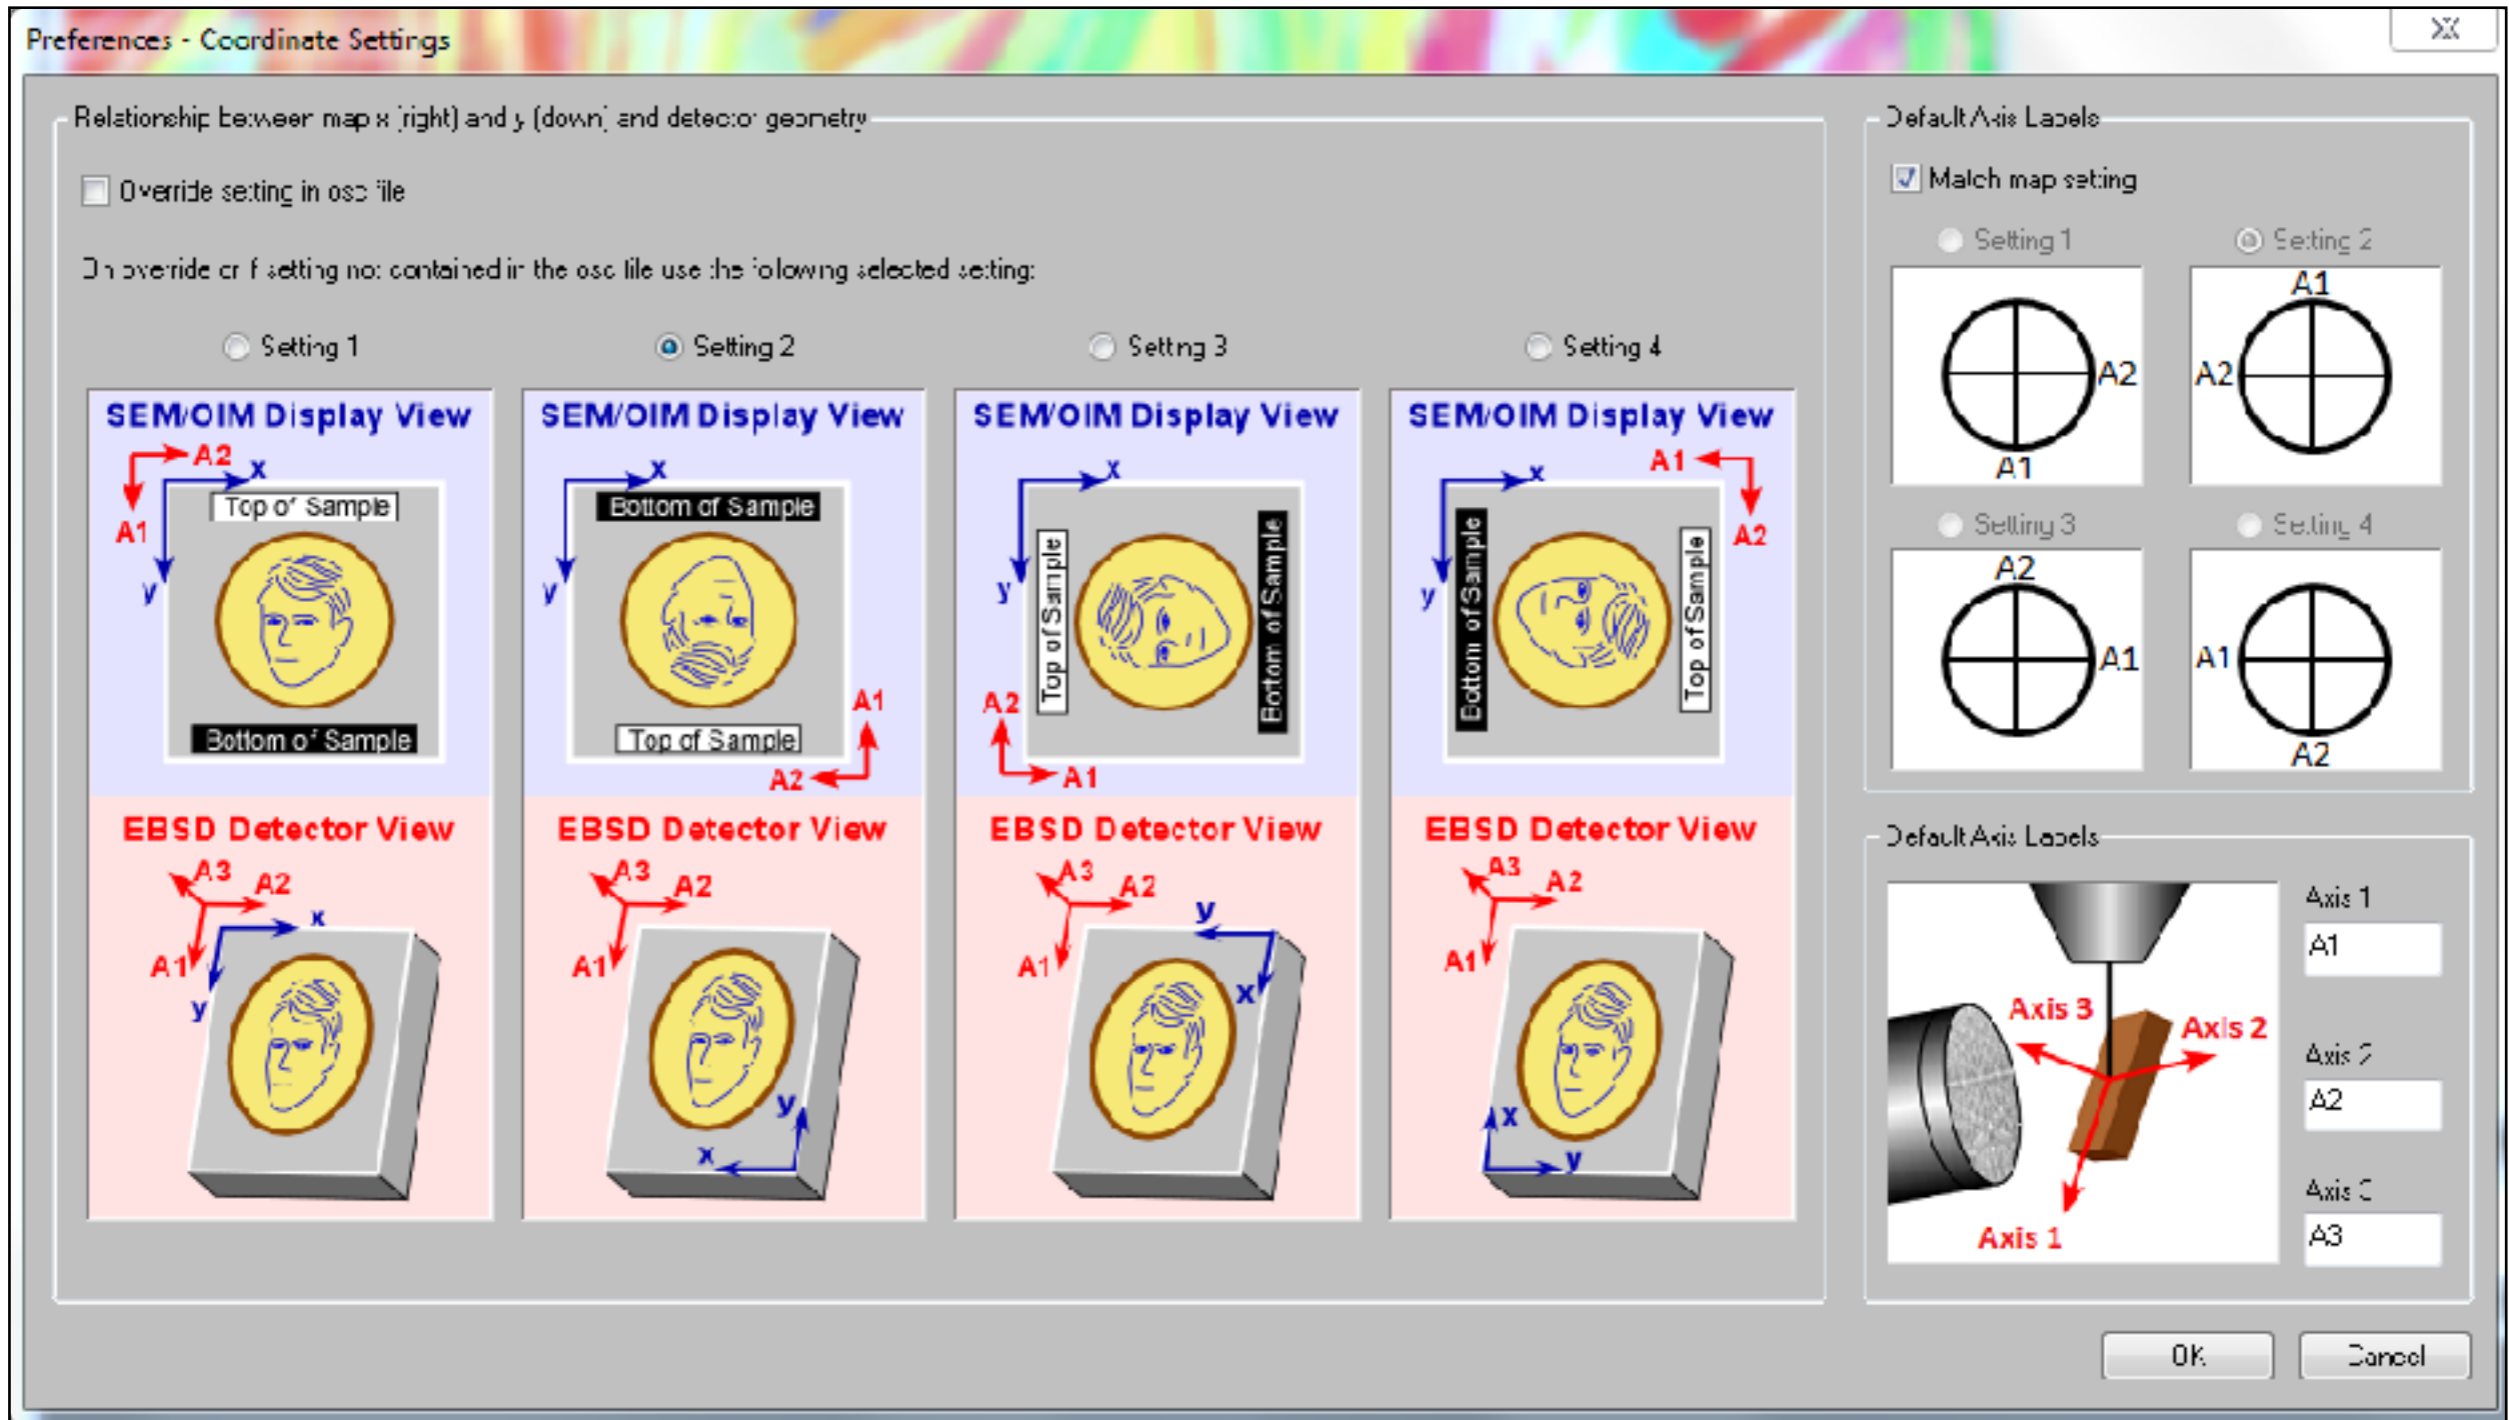 Preferences - Coordinate Settings
Relationship between map x (right) and y (down) and detector geometry
Override setting in osc file
On override or if setting not contained in the osc file use the following selected setting:
Setting 1
Setting 2
Setting 3
Setting 4
SEM/OIM Display View
A2
x
A1
y
Top of Sample
Bottom of Sample
SEM/OIM Display View
x
y
Bottom of Sample
Top of Sample
A1
A2
SEM/OIM Display View
x
y
Top of Sample
Bottom of Sample
A2
A1
SEM/OIM Display View
A1
x
A2
y
Bottom of Sample
Top of Sample
EBSD Detector View
A3
A2
x
A1
y
EBSD Detector View
A3
A2
A1
y
x
EBSD Detector View
A3
A2
y
A1
x
EBSD Detector View
A3
A2
A1
x
y
Default Axis Labels
Match map setting
Setting 1
Setting 2
A2
A1
A1
A2
Setting 3
Setting 4
A2
A1
A1
A2
Default Axis Labels
Axis 3
Axis 2
Axis 1
Axis 1
A1
Axis 2
A2
Axis 3
A3
OK
Cancel